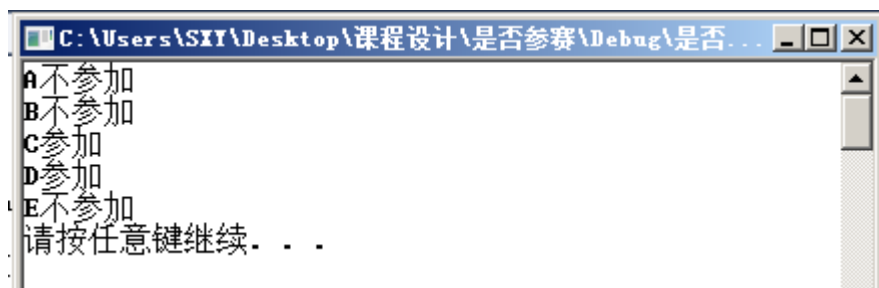 C:\Users\SXY\Desktop\课程设计\是否参赛\Debug\是否...
A不参加
B不参加
C参加
D参加
E不参加
请按任意键继续. . .